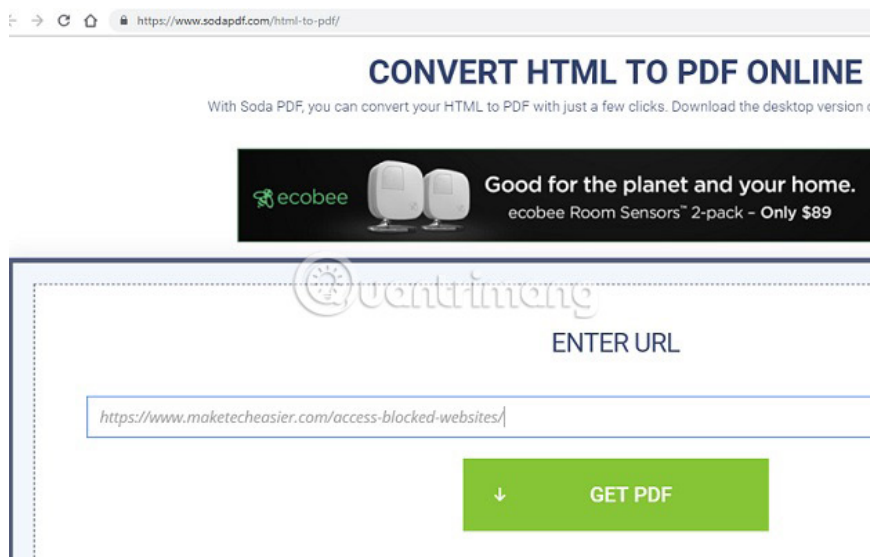 https://www.sodapdf.com/html-to-pdf/
CONVERT HTML TO PDF ONLINE
With Soda PDF, you can convert your HTML to PDF with just a few clicks. Download the desktop version
ecobee
Good for the planet and your home.
ecobee Room Sensors™ 2-pack – Only $89
Quantrimang
ENTER URL
https://www.maketecheasier.com/access-blocked-websites/
GET PDF